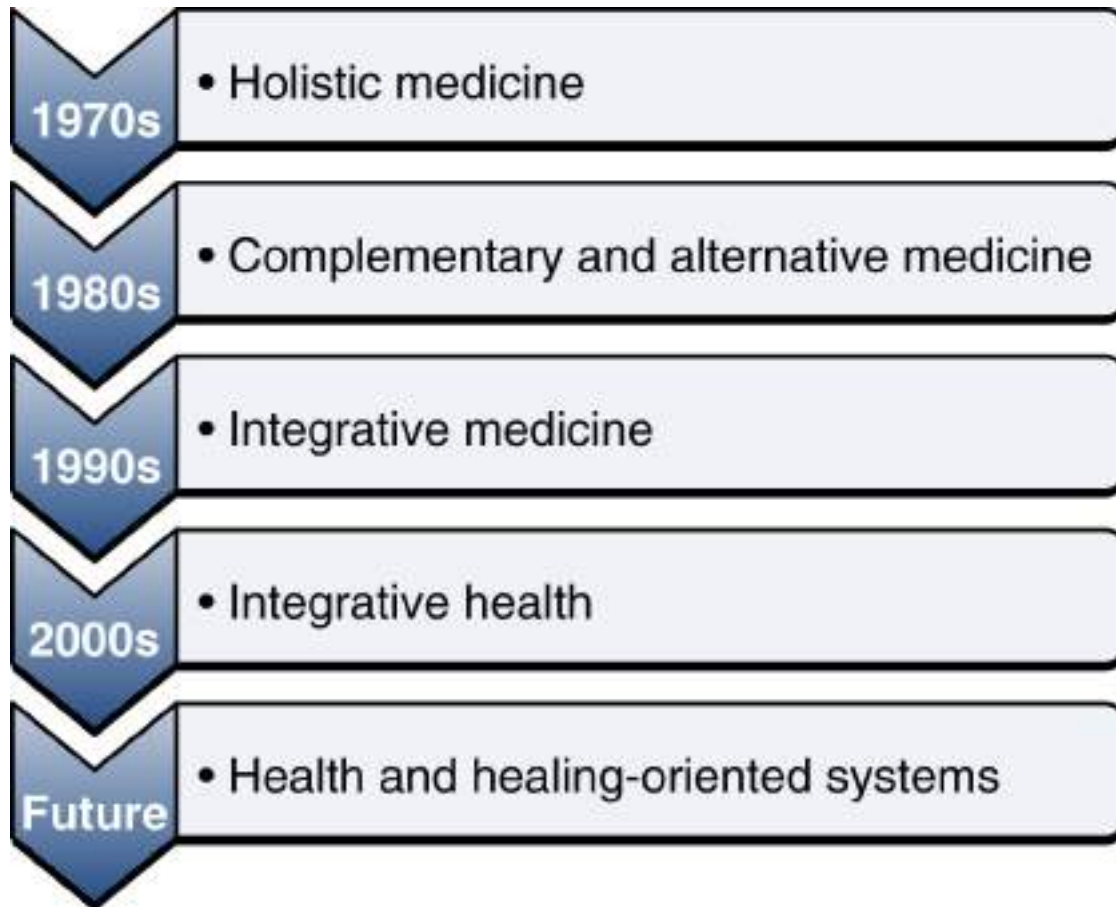 1970s
• Holistic medicine
1980s
• Complementary and alternative medicine
1990s
• Integrative medicine
2000s
• Integrative health
Future
• Health and healing-oriented systems